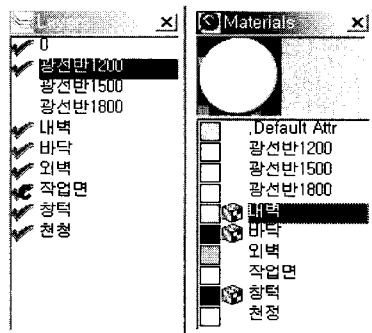 0
광선반1200
광선반1500
광선반1800
내벽
바닥
외벽
작업면
창턱
천청
Materials
,Default Attr
광선반1200
광선반1500
광선반1800
내벽
바닥
외벽
작업면
창턱
천정